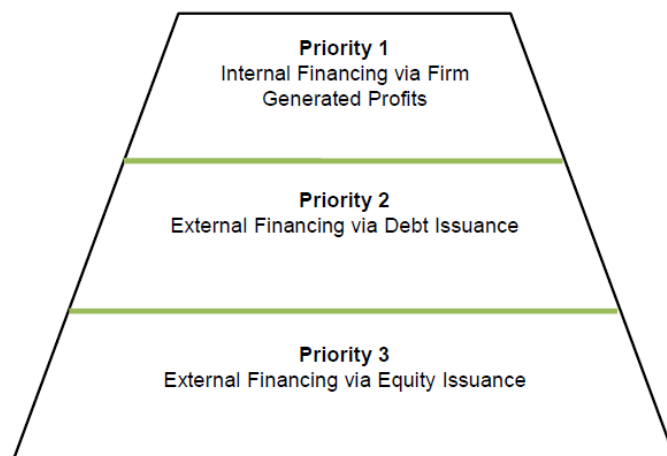 Priority 1
Internal Financing via Firm
Generated Profits
Priority 2
External Financing via Debt Issuance
Priority 3
External Financing via Equity Issuance